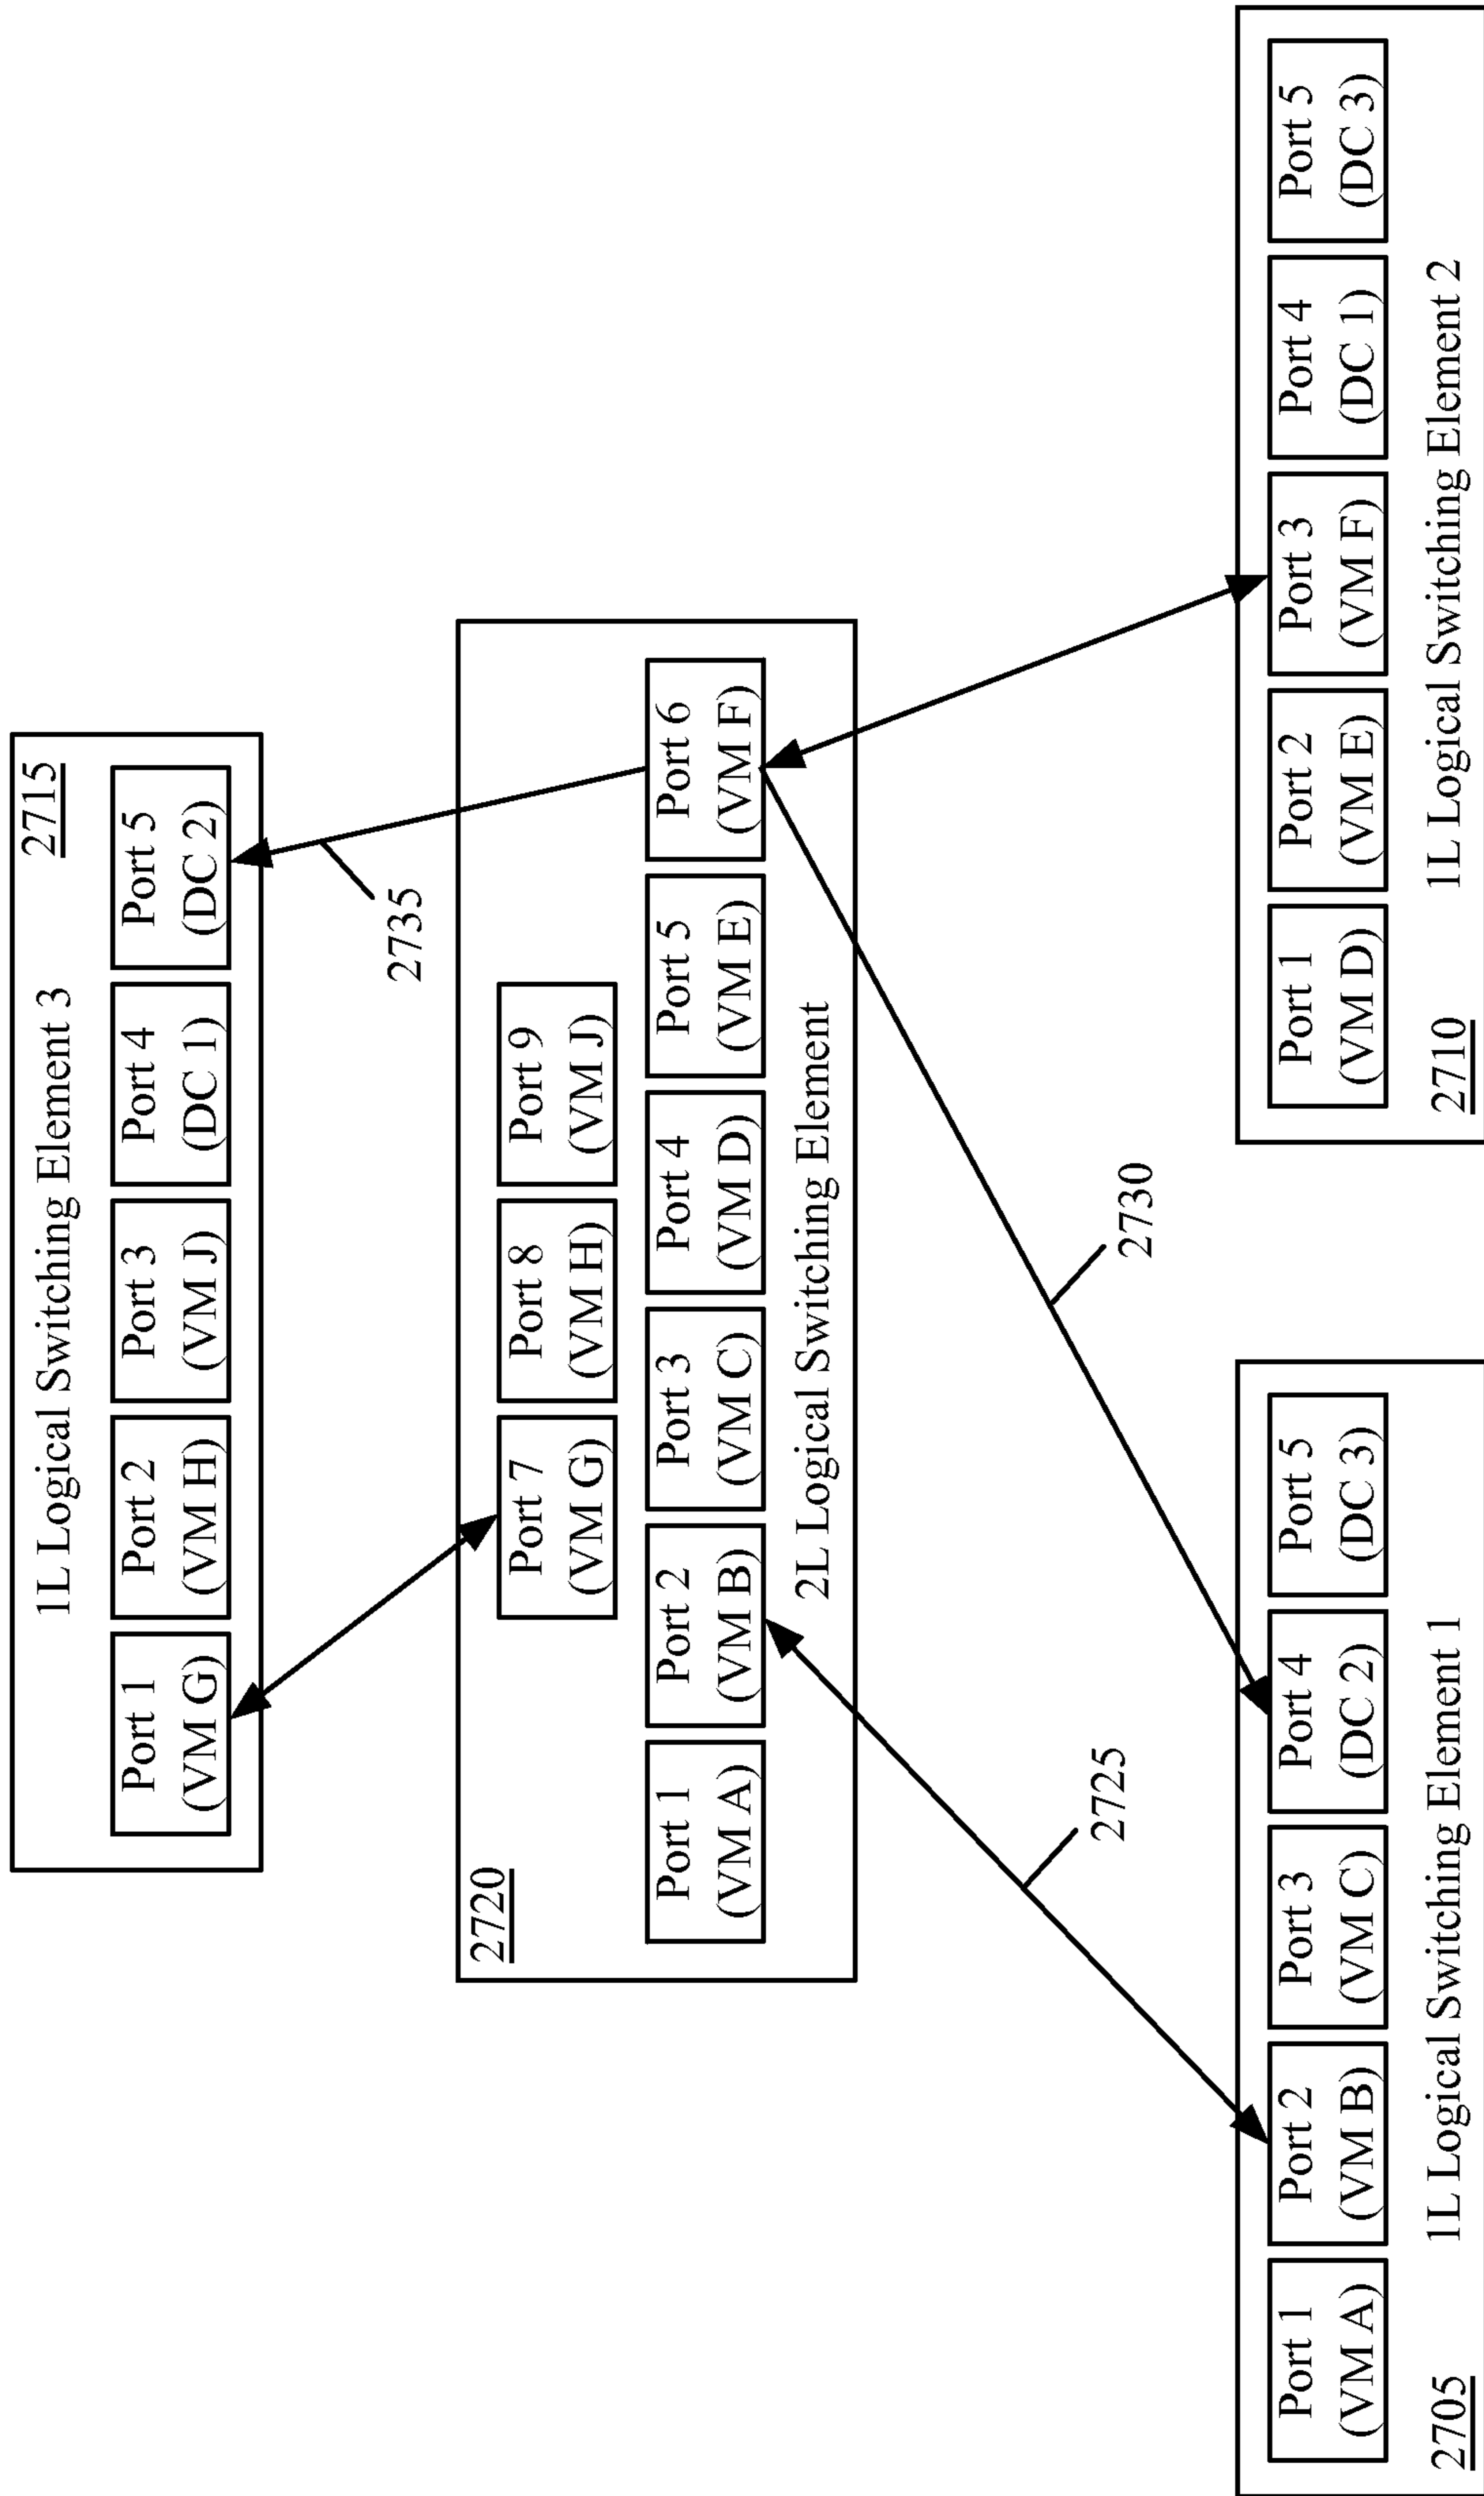 1L Logical Switching Element 3
2715
Port 1
(VM G)
Port 2
(VM H)
Port 3
(VM J)
Port 4
(DC 1)
Port 5
(DC 2)
2735
2720
Port 7
(VM G)
Port 8
(VM H)
Port 9
(VM J)
Port 1
(VM A)
Port 2
(VM B)
Port 3
(VM C)
Port 4
(VM D)
Port 5
(VM E)
Port 6
(VM F)
2L Logical Switching Element
2725
2730
Port 1
(VM A)
Port 2
(VM B)
Port 3
(VM C)
Port 4
(DC 2)
Port 5
(DC 3)
2705
1L Logical Switching Element 1
Port 1
(VM D)
Port 2
(VM E)
Port 3
(VM F)
Port 4
(DC 1)
Port 5
(DC 3)
2710
1L Logical Switching Element 2